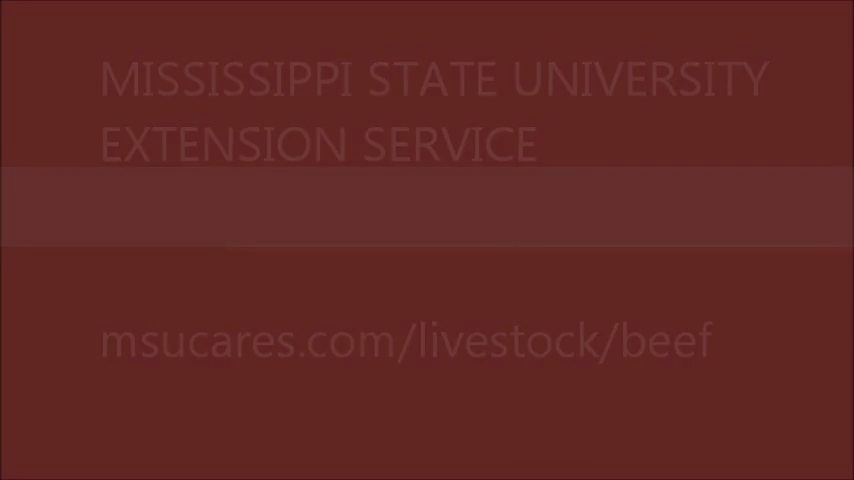 MISSISSIPPI STATE UNIVERSITY
EXTENSION SERVICE
msucares.com/livestock/beef